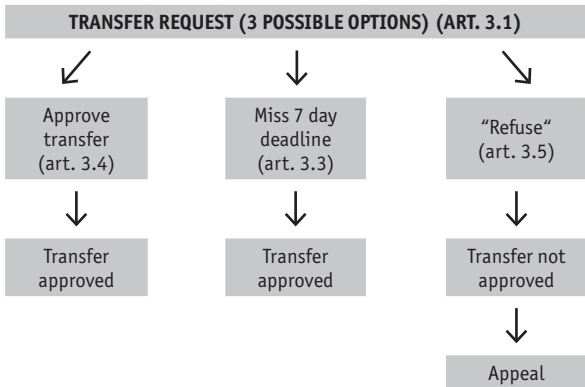 TRANSFER REQUEST (3 POSSIBLE OPTIONS) (ART. 3.1)
Approve
transfer
(art. 3.4)
Miss 7 day
deadline
(art. 3.3)
“Refuse“
(art. 3.5)
Transfer
approved
Transfer
approved
Transfer not
approved
Appeal